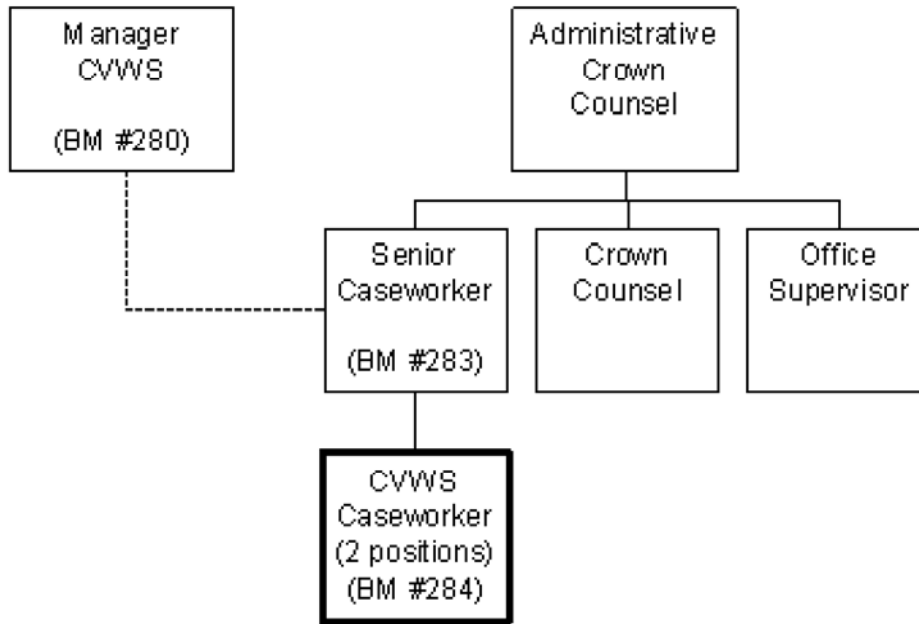 Manager
CVWS
(BM #280)
Administrative
Crown
Counsel
Senior
Caseworker
(BM #283)
Crown
Counsel
Office
Supervisor
CVWS
Caseworker
(2 positions)
(BM #284)